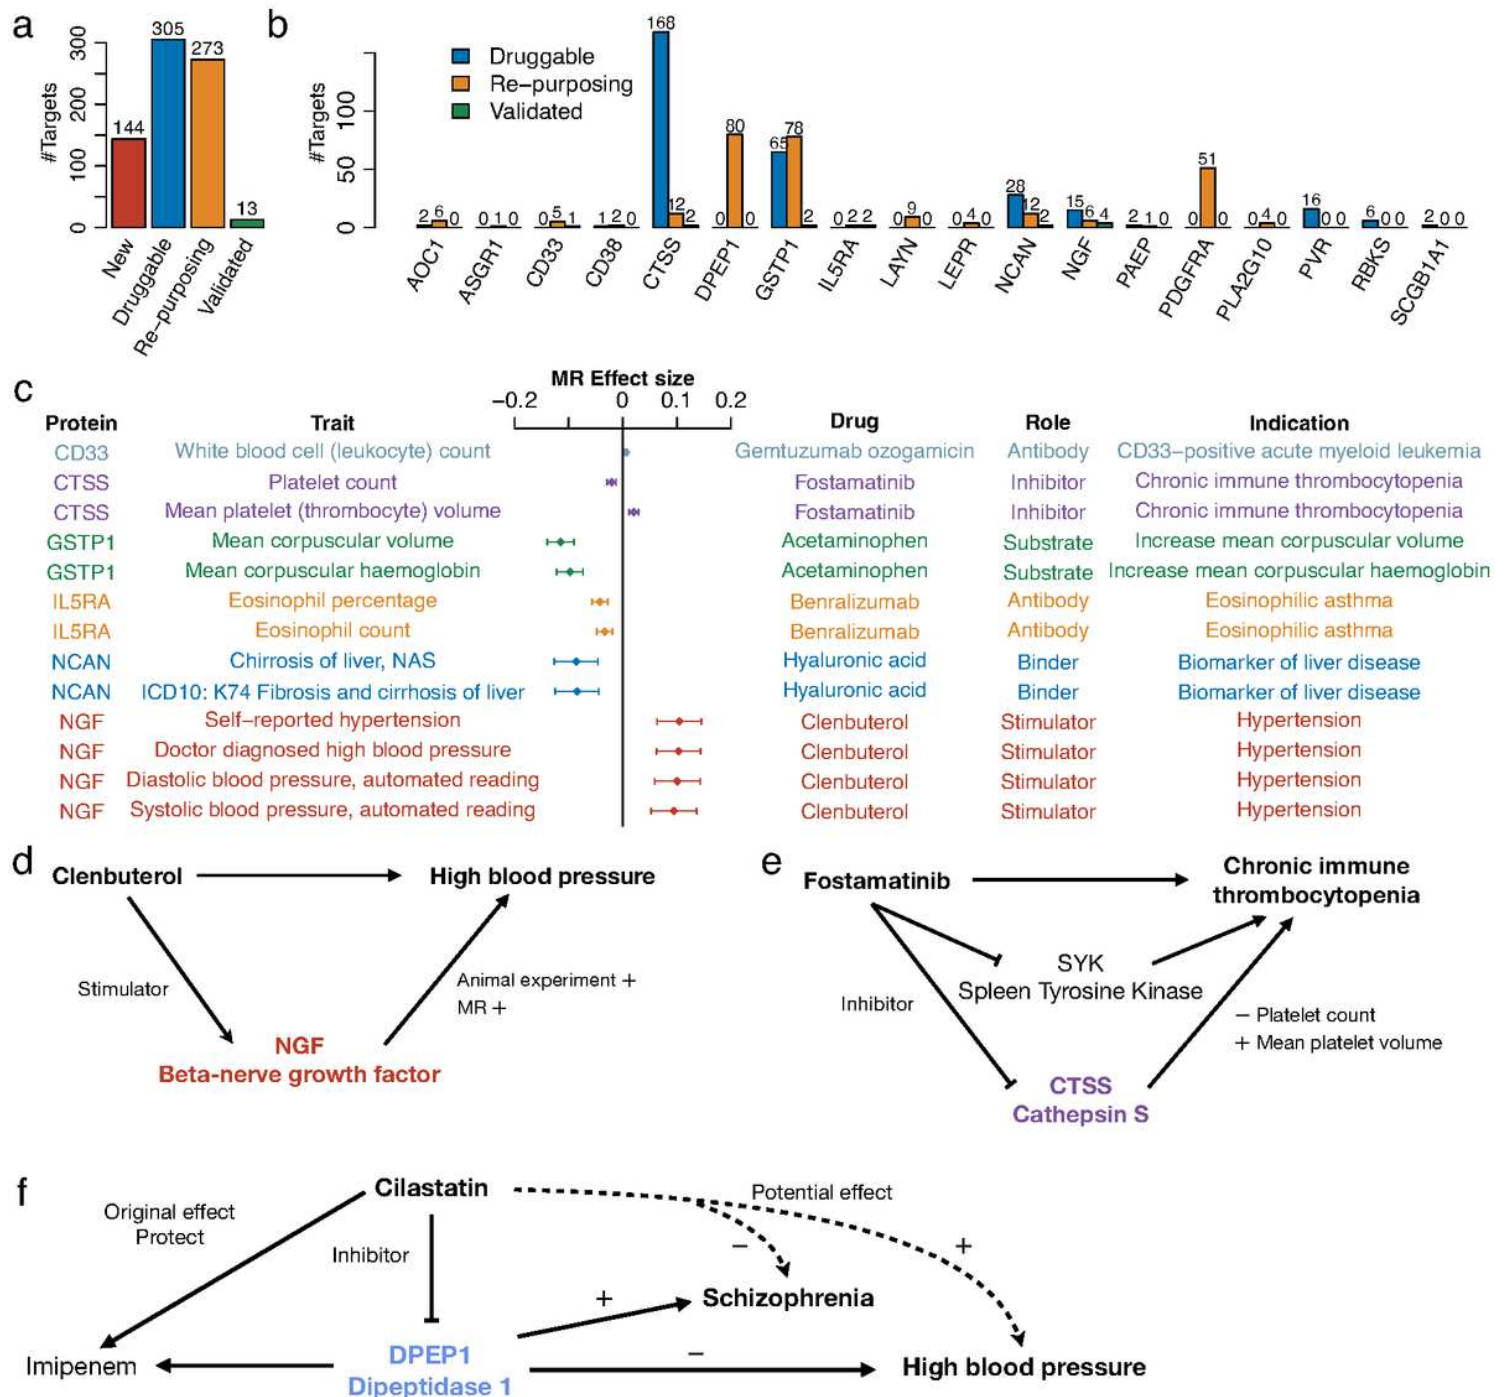 a
#Targets
0 100 200 300
144
305
273
13
New
Druggable
Re-purposing
Validated
b
#Targets
0 50 100
Druggable
Re-purposing
Validated
2 6 0
0 1 0
0 5 1
1 2 0
168 12 2
0 80 0
65 78 2
0 2 2
0 9 0
0 4 0
28 12 2
15 6 4
2 1 0
0 51 0
0 4 0
16 0 0
6 0 0
2 0 0
AOC1
ASGR1
CD33
CD38
CTSS
DPEP1
GSTP1
IL5RA
LAYN
LEPR
NCAN
NGF
PAEP
PDGFRA
PLA2G10
PVR
RBKS
SCGB1A1
c
MR Effect size
−0.2 0 0.1 0.2
Protein Trait Drug Role Indication
CD33 White blood cell (leukocyte) count Gemtuzumab ozogamicin Antibody CD33−positive acute myeloid leukemia
CTSS Platelet count Fostamatinib Inhibitor Chronic immune thrombocytopenia
CTSS Mean platelet (thrombocyte) volume Fostamatinib Inhibitor Chronic immune thrombocytopenia
GSTP1 Mean corpuscular volume Acetaminophen Substrate Increase mean corpuscular volume
GSTP1 Mean corpuscular haemoglobin Acetaminophen Substrate Increase mean corpuscular haemoglobin
IL5RA Eosinophil percentage Benralizumab Antibody Eosinophilic asthma
IL5RA Eosinophil count Benralizumab Antibody Eosinophilic asthma
NCAN Chirrosis of liver, NAS Hyaluronic acid Binder Biomarker of liver disease
NCAN ICD10: K74 Fibrosis and cirrhosis of liver Hyaluronic acid Binder Biomarker of liver disease
NGF Self−reported hypertension Clenbuterol Stimulator Hypertension
NGF Doctor diagnosed high blood pressure Clenbuterol Stimulator Hypertension
NGF Diastolic blood pressure, automated reading Clenbuterol Stimulator Hypertension
NGF Systolic blood pressure, automated reading Clenbuterol Stimulator Hypertension
d
Clenbuterol
High blood pressure
Stimulator
Animal experiment +
MR +
NGF
Beta-nerve growth factor
e
Fostamatinib
Chronic immune
thrombocytopenia
SYK
Spleen Tyrosine Kinase
Inhibitor
− Platelet count
+ Mean platelet volume
CTSS
Cathepsin S
f
Cilastatin
Potential effect
Original effect
Protect
Inhibitor
−
+
+
Schizophrenia
Imipenem
DPEP1
Dipeptidase 1
−
High blood pressure